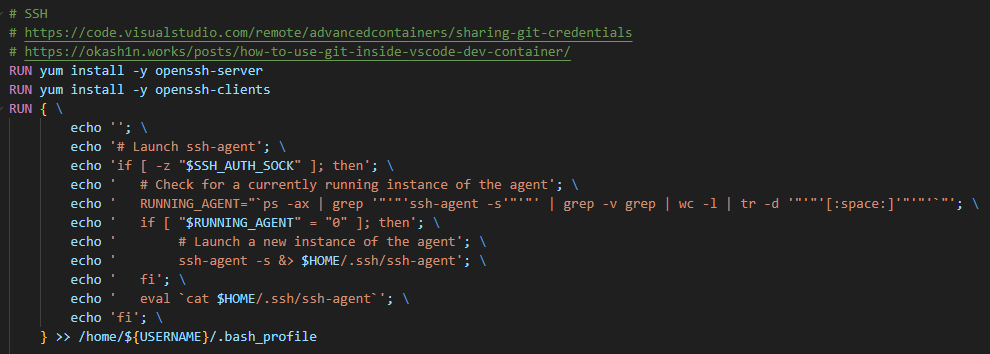 # SSH
# https://code.visualstudio.com/remote/advancedcontainers/sharing-git-credentials
# https://okash1n.works/posts/how-to-use-git-inside-vscode-dev-container/
RUN yum install -y openssh-server
RUN yum install -y openssh-clients
RUN { \
        echo ''; \
        echo '# Launch ssh-agent'; \
        echo 'if [ -z "$SSH_AUTH_SOCK" ]; then'; \
        echo '   # Check for a currently running instance of the agent'; \
        echo '   RUNNING_AGENT="`ps -ax | grep '"'"'ssh-agent -s'"'"' | grep -v grep | wc -l | tr -d '"'"'[:space:]'"'"'`"'; \
        echo '   if [ "$RUNNING_AGENT" = "0" ]; then'; \
        echo '        # Launch a new instance of the agent'; \
        echo '        ssh-agent -s &> $HOME/.ssh/ssh-agent'; \
        echo '   fi'; \
        echo '   eval `cat $HOME/.ssh/ssh-agent`'; \
        echo 'fi'; \
    } >> /home/${USERNAME}/.bash_profile